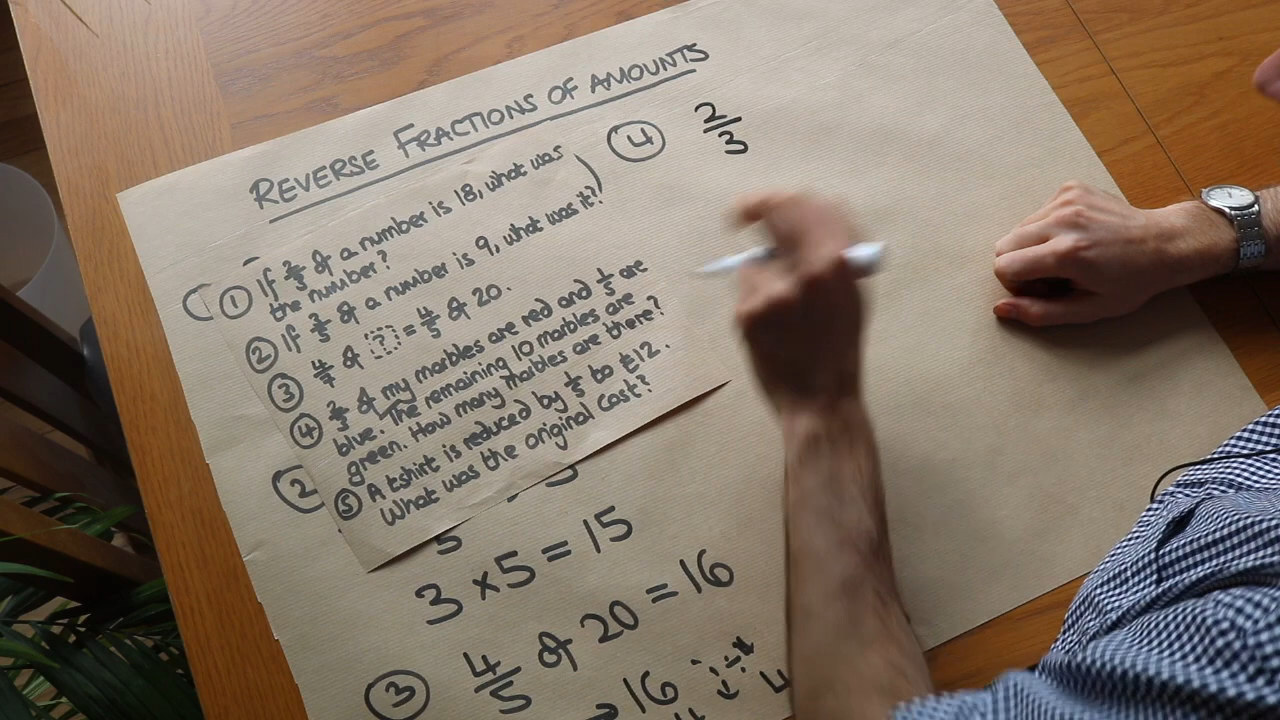 REVERSE FRACTIONS OF AMOUNTS
① If 2/3 of a number is 18, what was
the number?
② If 3/5 of a number is 9, what was it?
③ 4/7 of ? = 4/5 of 20.
④ 2/3 of my marbles are red and 1/5 are
blue. The remaining 10 marbles are
green. How many marbles are there?
⑤ A tshirt is reduced by 1/5 to £12.
What was the original cost?
④ 2/3
②
5
3 × 5 = 15
③ 4/5 of 20 = 16
→ 16 ÷ 4